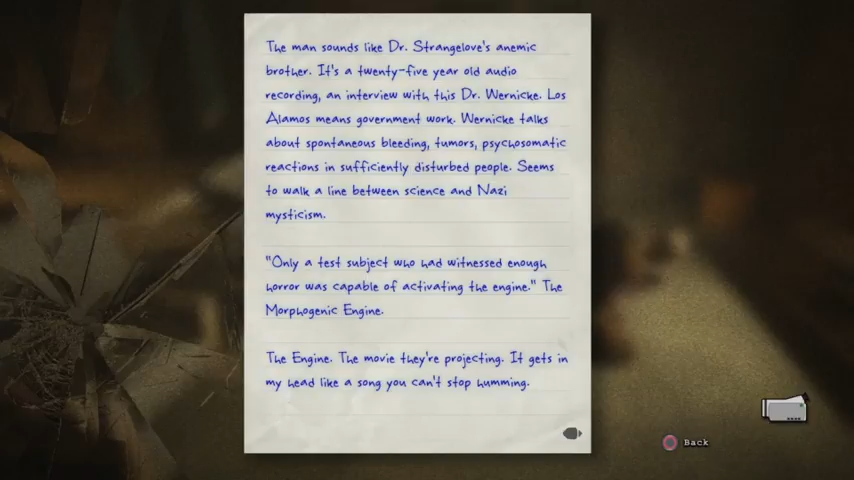 The man sounds like Dr. Strangelove's anemic
brother. It's a twenty-five year old audio
recording, an interview with this Dr. Wernicke. Los
Alamos means government work. Wernicke talks
about spontaneous bleeding, tumors, psychosomatic
reactions in sufficiently disturbed people. Seems
to walk a line between science and Nazi
mysticism.
"Only a test subject who had witnessed enough
horror was capable of activating the engine." The
Morphogenic Engine.
The Engine. The movie they're projecting. It gets in
my head like a song you can't stop humming.
Back